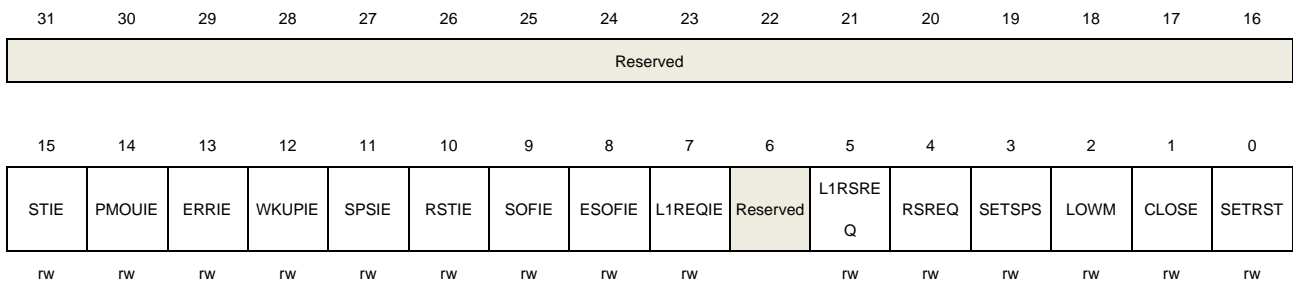 31 30 29 28 27 26 25 24 23 22 21 20 19 18 17 16
Reserved
15 14 13 12 11 10 9 8 7 6 5 4 3 2 1 0
STIE PMOUIE ERRIE WKUPIE SPSIE RSTIE SOFIE ESOFIE L1REQIE Reserved L1RSRE
Q RSREQ SETSPS LOWM CLOSE SETRST
rw rw rw rw rw rw rw rw rw rw rw rw rw rw rw